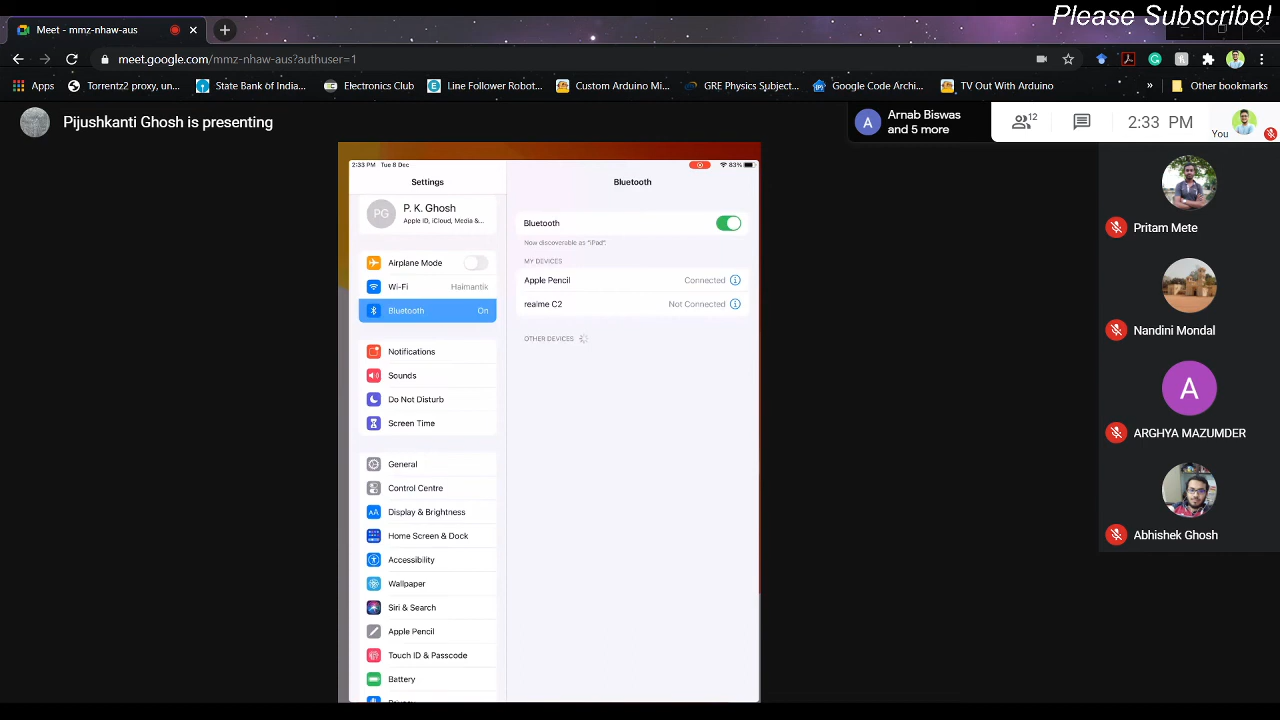 Please Subscribe!
Meet - mmz-nhaw-aus
meet.google.com/mmz-nhaw-aus?authuser=1
Apps
Torrentz2 proxy, un...
State Bank of India...
Electronics Club
Line Follower Robot...
Custom Arduino Mi...
GRE Physics Subject...
Google Code Archi...
TV Out With Arduino
»
Other bookmarks
Pijushkanti Ghosh is presenting
A
Arnab Biswas
and 5 more
12
2:33 PM
You
2:33 PM Tue 8 Dec
83%
Settings
PG
P. K. Ghosh
Apple ID, iCloud, Media &...
Airplane Mode
Wi-Fi
Haimantik
Bluetooth
On
Notifications
Sounds
Do Not Disturb
Screen Time
General
Control Centre
AA
Display & Brightness
Home Screen & Dock
Accessibility
Wallpaper
Siri & Search
Apple Pencil
Touch ID & Passcode
Battery
Bluetooth
Bluetooth
Now discoverable as "iPad".
MY DEVICES
Apple Pencil
Connected
realme C2
Not Connected
OTHER DEVICES
Pritam Mete
Nandini Mondal
A
ARGHYA MAZUMDER
Abhishek Ghosh